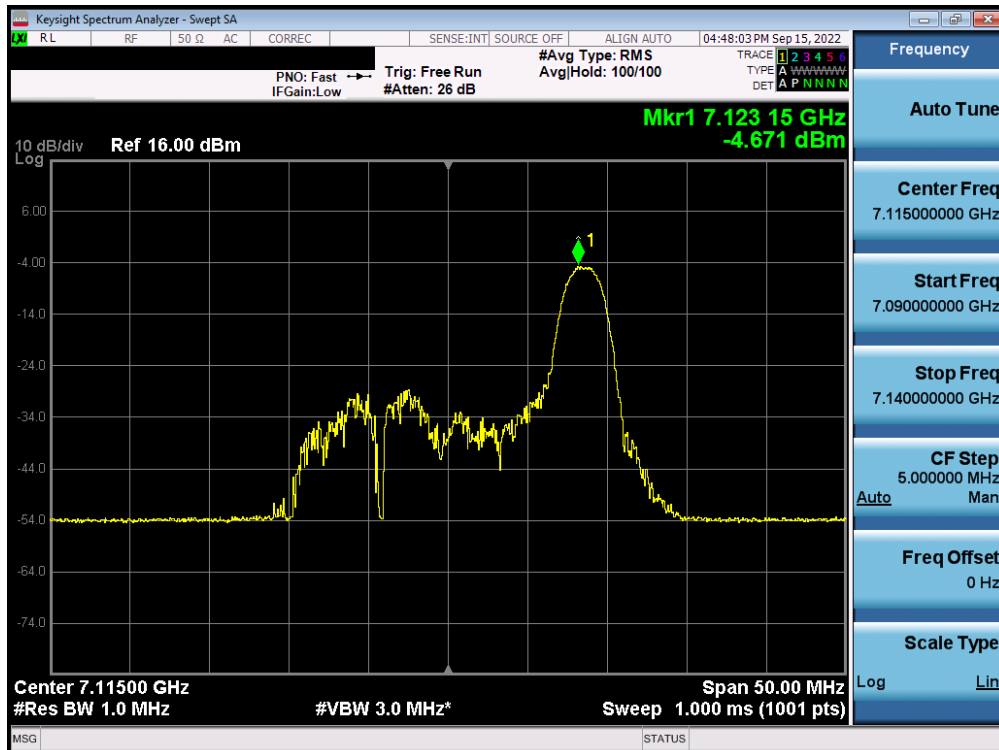 Keysight Spectrum Analyzer - Swept SA
LXI RL RF 50 Ω AC CORREC SENSE:INT SOURCE OFF ALIGN AUTO 04:48:03 PM Sep 15, 2022
PNO: Fast
IFGain:Low
Trig: Free Run
#Atten: 26 dB
#Avg Type: RMS
Avg|Hold: 100/100
TRACE 1 2 3 4 5 6
TYPE A WWWWW
DET A P N N N N
Mkr1 7.123 15 GHz
-4.671 dBm
10 dB/div Ref 16.00 dBm
Log
1
6.00
-4.00
-14.0
-24.0
-34.0
-44.0
-54.0
-64.0
-74.0
Center 7.11500 GHz Span 50.00 MHz
#Res BW 1.0 MHz #VBW 3.0 MHz* Sweep 1.000 ms (1001 pts)
MSG STATUS
Frequency
Auto Tune
Center Freq
7.115000000 GHz
Start Freq
7.090000000 GHz
Stop Freq
7.140000000 GHz
CF Step
5.000000 MHz
Auto Man
Freq Offset
0 Hz
Scale Type
Log Lin